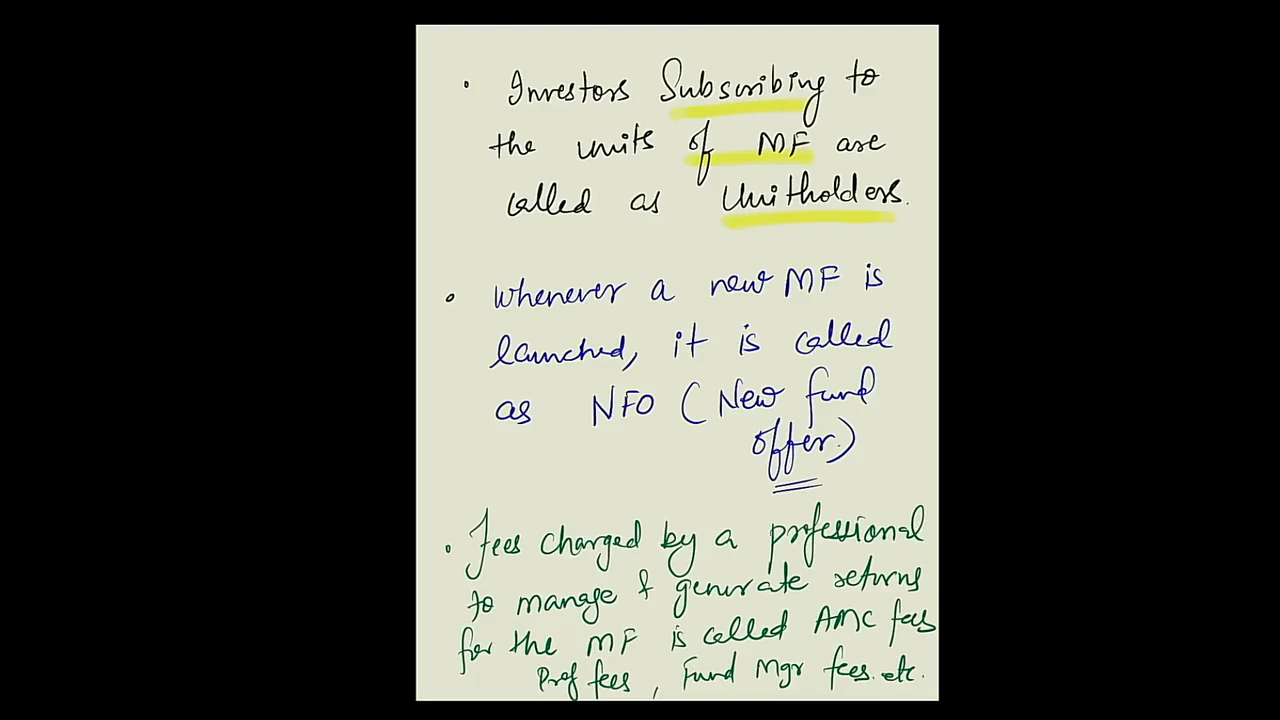 • Investors Subscribing to
the units of MF are
called as Unitholders.
• Whenever a new MF is
launched, it is called
as NFO (New fund
offer.)
• Fees charged by a professional
to manage & generate returns
for the MF is called AMC fees
Prof fees, Fund Mgr fees. etc.